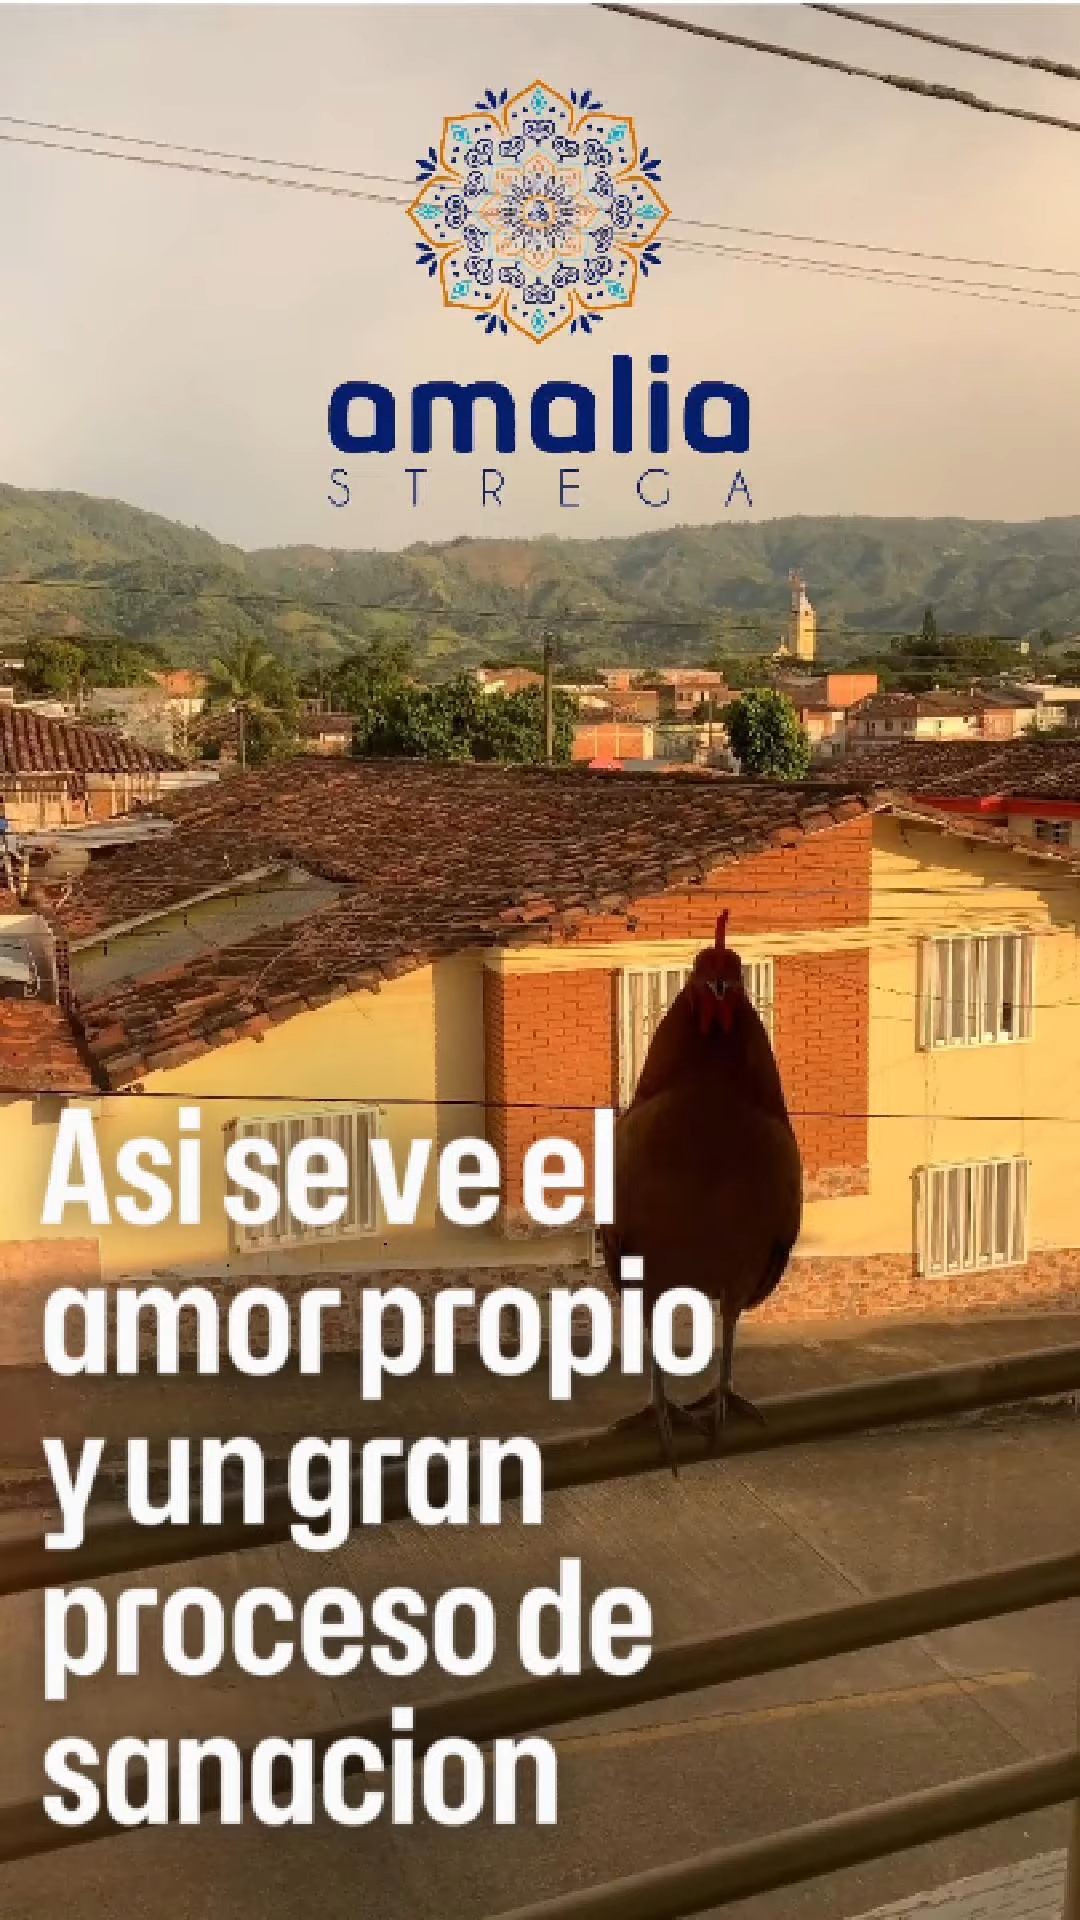 amalia
STREGA
Asi se ve el
amor propio
y un gran
proceso de
sanacion